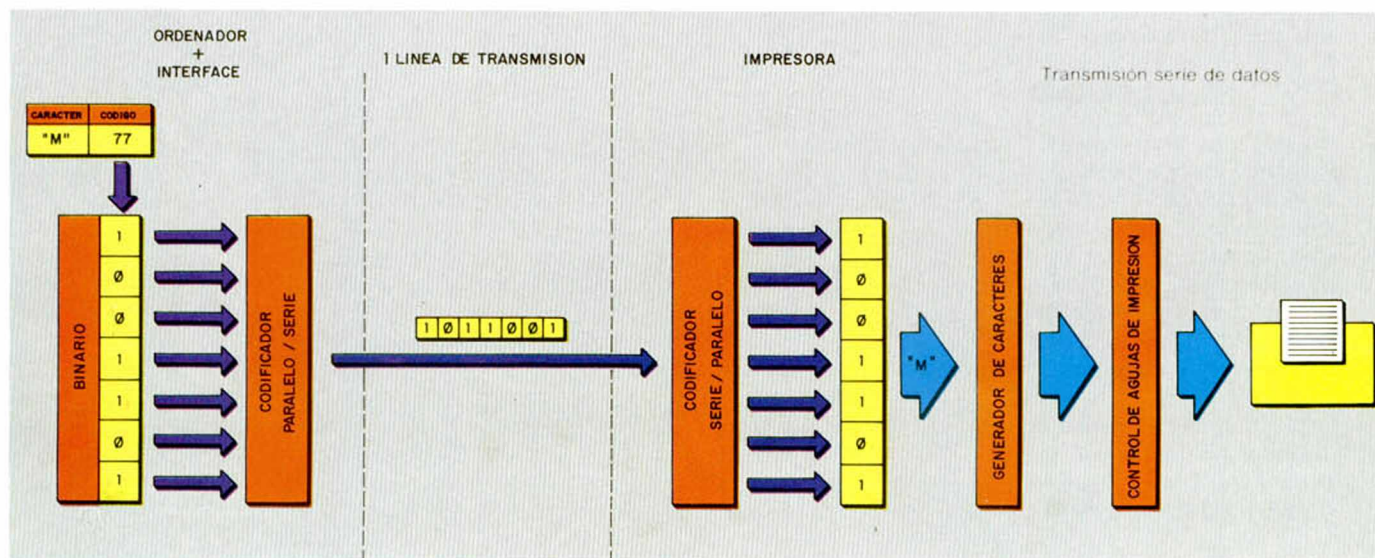 ORDENADOR
+
INTERFACE
1 LINEA DE TRANSMISION
IMPRESORA
Transmisión serie de datos
CARACTER CODIGO
"M" 77
BINARIO
1
Ø
Ø
1
1
Ø
1
CODIFICADOR
PARALELO / SERIE
1 Ø 1 1 Ø Ø 1
CODIFICADOR
SERIE / PARALELO
1
Ø
Ø
1
1
Ø
1
"M"
GENERADOR DE CARACTERES
CONTROL DE AGUJAS DE IMPRESION